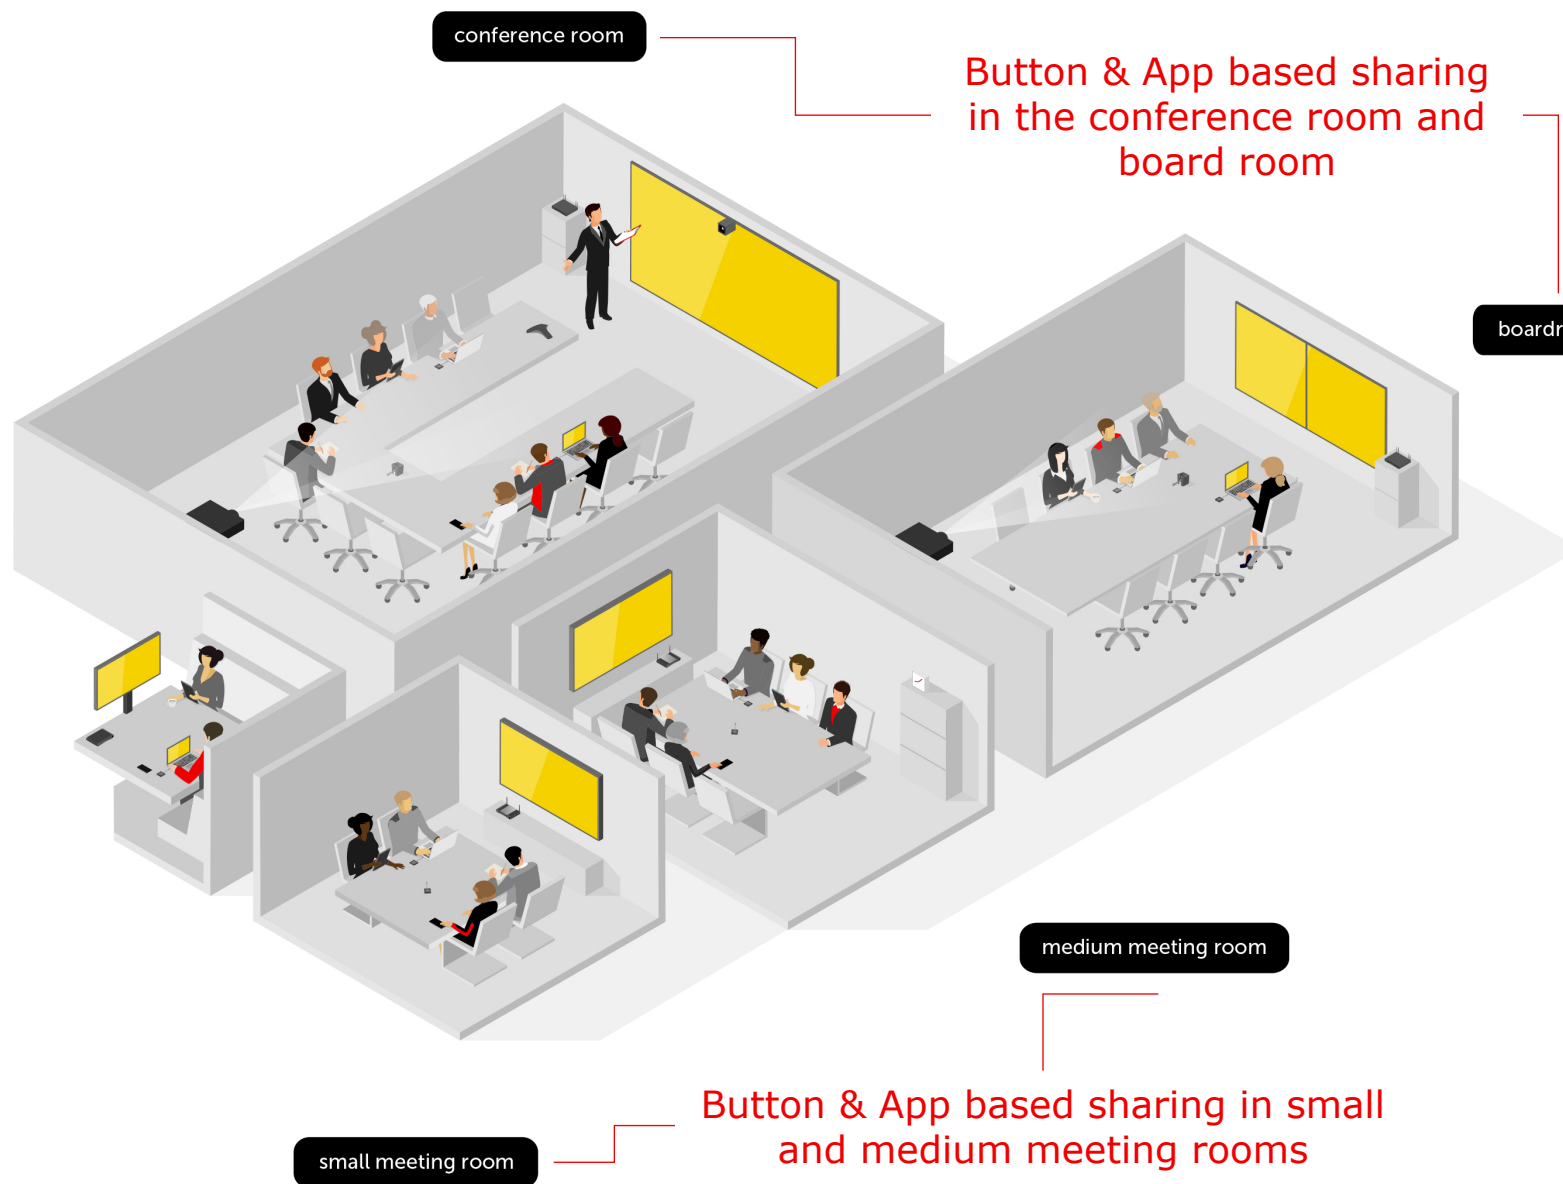 conference room
Button & App based sharing
in the conference room and
board room
medium meeting room
Button & App based sharing in small
and medium meeting rooms
small meeting room